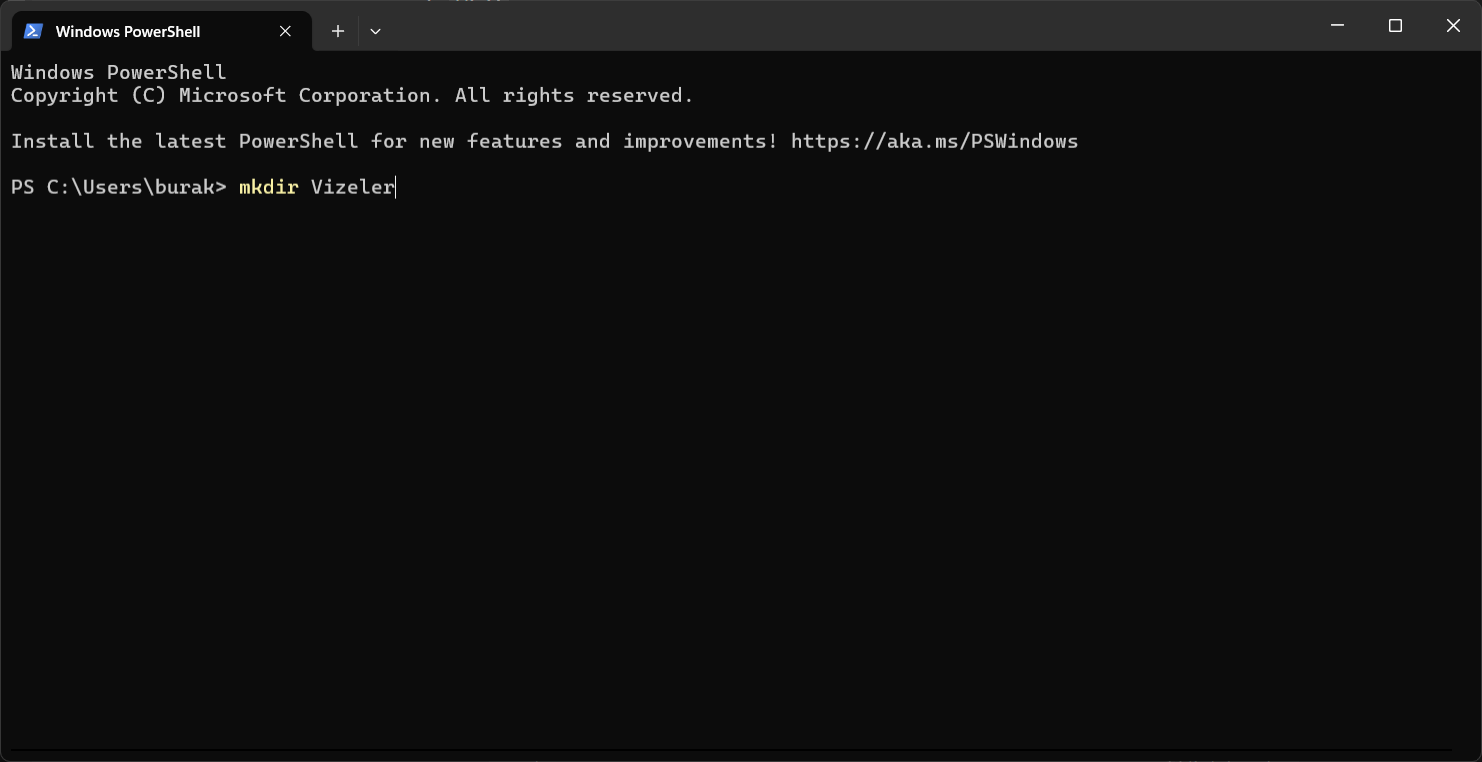 Windows PowerShell
Windows PowerShell
Copyright (C) Microsoft Corporation. All rights reserved.
Install the latest PowerShell for new features and improvements! https://aka.ms/PSWindows
PS C:\Users\burak> mkdir Vizeler